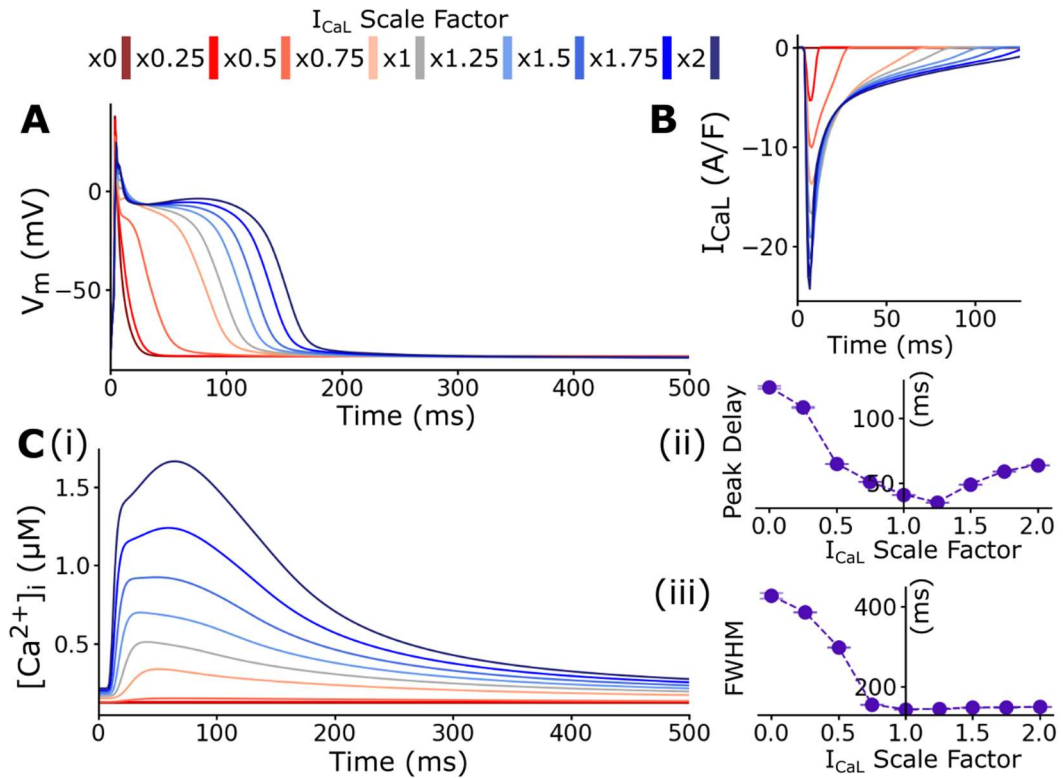 I_CaL Scale Factor
x0 x0.25 x0.5 x0.75 x1 x1.25 x1.5 x1.75 x2
A
V_m (mV)
0
−50
0 100 200 300 400 500
Time (ms)
B
I_CaL (A/F)
0
−10
−20
0 50 100
Time (ms)
C (i)
[Ca²⁺]_i (μM)
1.5
1.0
0.5
0 100 200 300 400 500
Time (ms)
(ii)
Peak Delay
(ms)
100
50
0.0 0.5 1.0 1.5 2.0
I_CaL Scale Factor
(iii)
FWHM
(ms)
400
200
0.0 0.5 1.0 1.5 2.0
I_CaL Scale Factor